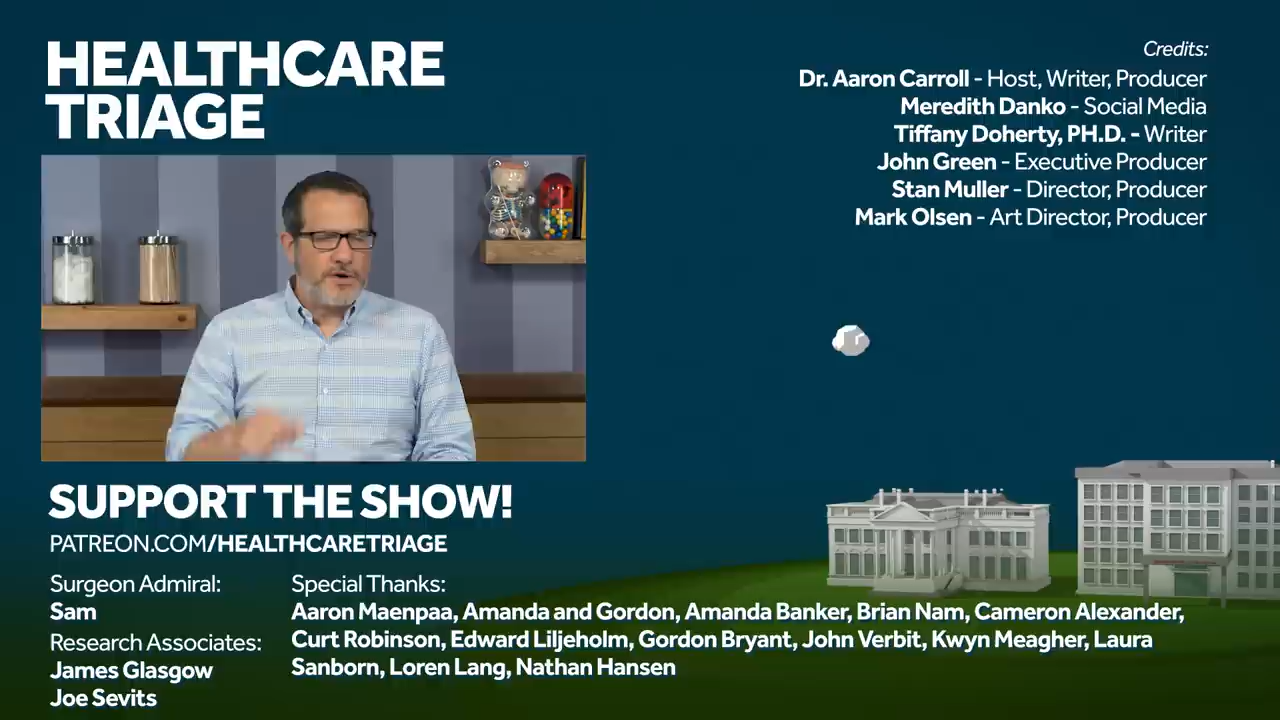 HEALTHCARE
TRIAGE
Credits:
Dr. Aaron Carroll - Host, Writer, Producer
Meredith Danko - Social Media
Tiffany Doherty, PH.D. - Writer
John Green - Executive Producer
Stan Muller - Director, Producer
Mark Olsen - Art Director, Producer
SUPPORT THE SHOW!
PATREON.COM/HEALTHCARETRIAGE
Surgeon Admiral:
Sam
Research Associates:
James Glasgow
Joe Sevits
Special Thanks:
Aaron Maenpaa, Amanda and Gordon, Amanda Banker, Brian Nam, Cameron Alexander,
Curt Robinson, Edward Liljeholm, Gordon Bryant, John Verbit, Kwyn Meagher, Laura
Sanborn, Loren Lang, Nathan Hansen